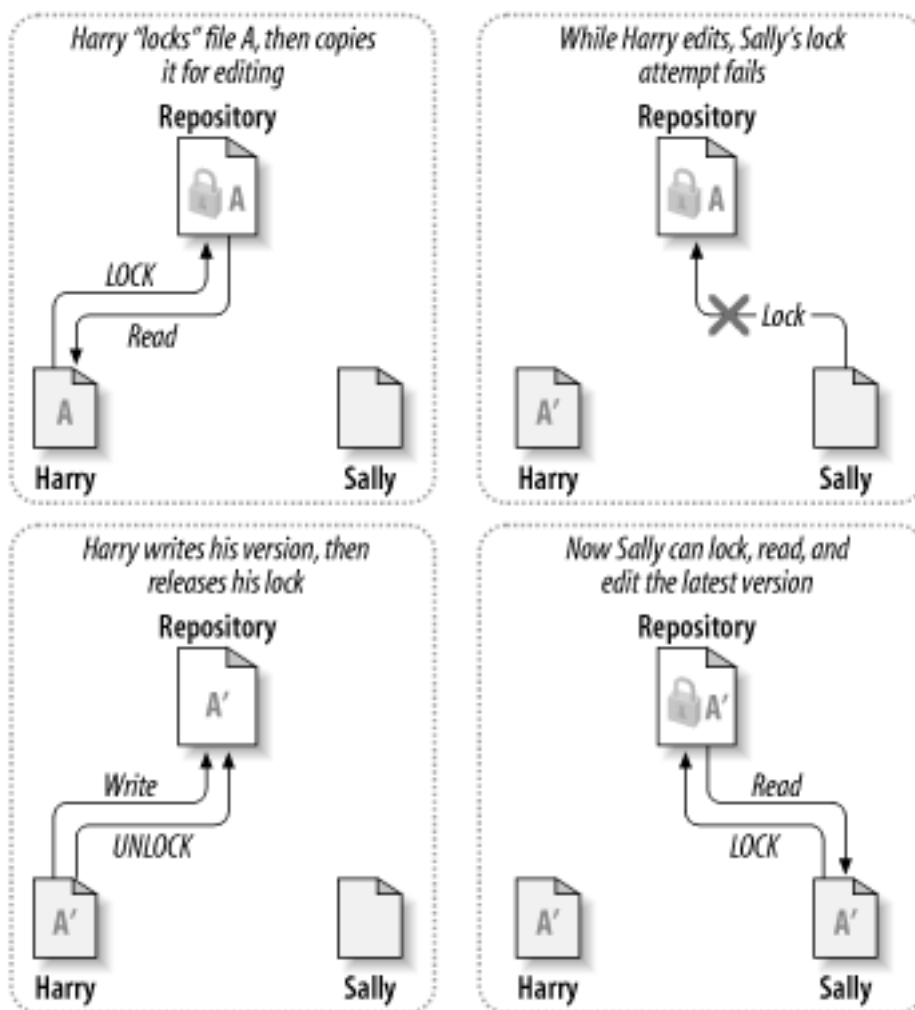 Harry “locks” file A, then copies
it for editing
Repository
A
LOCK
Read
A
Harry
Sally
While Harry edits, Sally’s lock
attempt fails
Repository
A
Lock
A′
Harry
Sally
Harry writes his version, then
releases his lock
Repository
A′
Write
UNLOCK
A′
Harry
Sally
Now Sally can lock, read, and
edit the latest version
Repository
A′
Read
LOCK
A′
A′
Harry
Sally